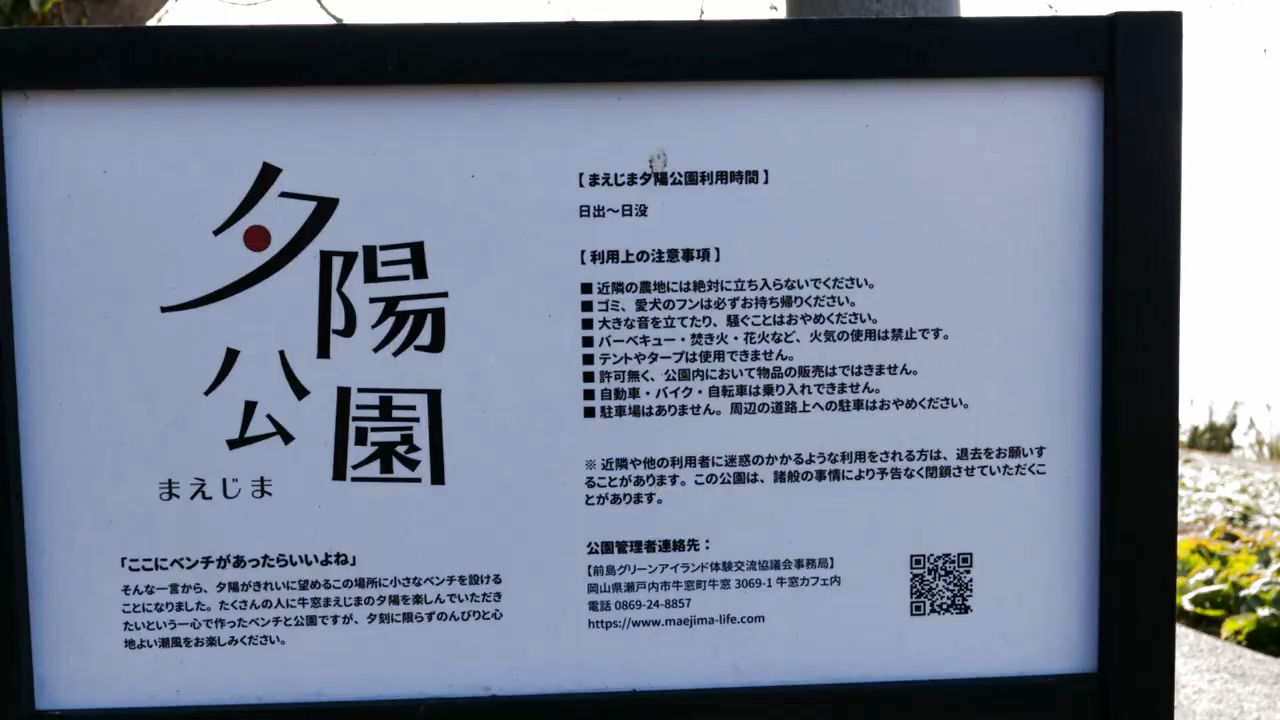 夕陽
公園
まえじま
「ここにベンチがあったらいいよね」
そんな一言から、夕陽がきれいに望めるこの場所に小さなベンチを設ける
ことになりました。たくさんの人に牛窓まえじまの夕陽を楽しんでいただき
たいという一心で作ったベンチと公園ですが、夕刻に限らずのんびりと心
地よい潮風をお楽しみください。
【まえじま夕陽公園利用時間】
日出〜日没
【利用上の注意事項】
■ 近隣の農地には絶対に立ち入らないでください。
■ ゴミ、愛犬のフンは必ずお持ち帰りください。
■ 大きな音を立てたり、騒ぐことはおやめください。
■ バーベキュー・焚き火・花火など、火気の使用は禁止です。
■ テントやタープは使用できません。
■ 許可無く、公園内において物品の販売はではきません。
■ 自動車・バイク・自転車は乗り入れできません。
■ 駐車場はありません。周辺の道路上への駐車はおやめください。
※ 近隣や他の利用者に迷惑のかかるような利用をされる方は、退去をお願いす
ることがあります。この公園は、諸般の事情により予告なく閉鎖させていただくこ
とがあります。
公園管理者連絡先：
【前島グリーンアイランド体験交流協議会事務局】
岡山県瀬戸内市牛窓町牛窓 3069-1 牛窓カフェ内
電話 0869-24-8857
https://www.maejima-life.com